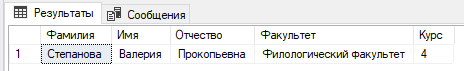 Результаты Сообщения
Фамилия Имя Отчество Факультет Курс
1 Степанова Валерия Прокопьевна Филологический факультет 4